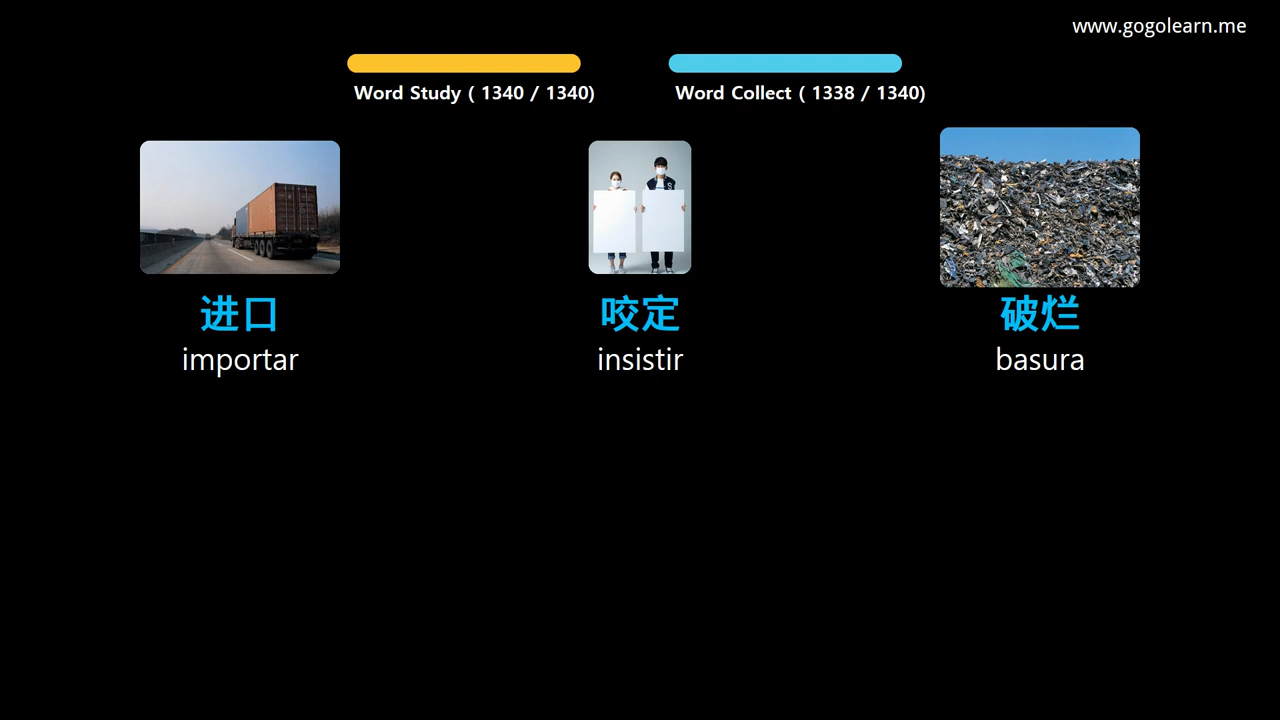 www.gogolearn.me
Word Study ( 1340 / 1340)
Word Collect ( 1338 / 1340)
进口
咬定
破烂
importar
insistir
basura